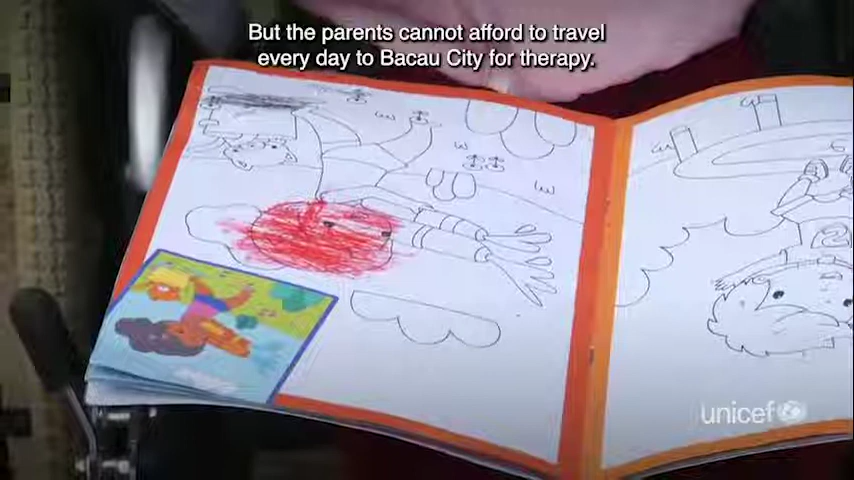 But the parents cannot afford to travel
every day to Bacau City for therapy.
unicef